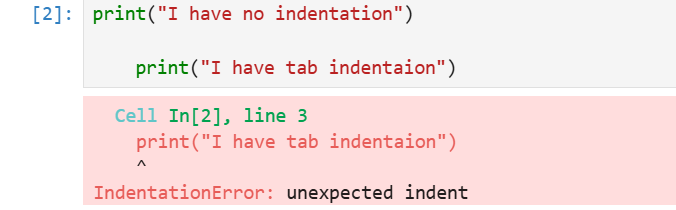 [2]: print("I have no indentation")
print("I have tab indentaion")
Cell In[2], line 3
print("I have tab indentaion")
^
IndentationError: unexpected indent